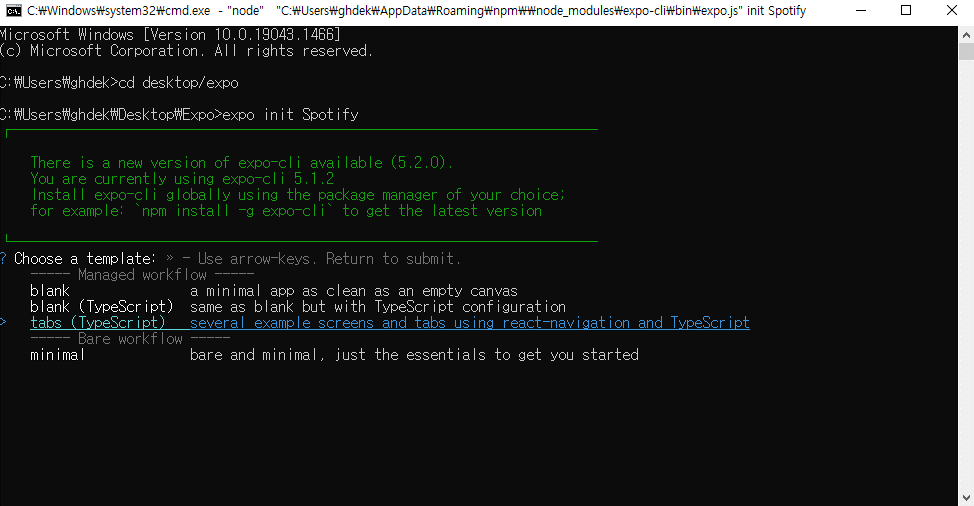 C:\Windows\system32\cmd.exe - "node" "C:\Users₩ghdek₩AppData₩Roaming₩npm₩₩node_modules₩expo-cli₩bin₩expo.js" init Spotify
Microsoft Windows [Version 10.0.19043.1466]
(c) Microsoft Corporation. All rights reserved.
C:₩Users₩ghdek>cd desktop/expo
C:₩Users₩ghdek₩Desktop₩Expo>expo init Spotify
There is a new version of expo-cli available (5.2.0).
You are currently using expo-cli 5.1.2
Install expo-cli globally using the package manager of your choice;
for example: `npm install -g expo-cli` to get the latest version
? Choose a template: » - Use arrow-keys. Return to submit.
----- Managed workflow -----
blank a minimal app as clean as an empty canvas
blank (TypeScript) same as blank but with TypeScript configuration
> tabs (TypeScript) several example screens and tabs using react-navigation and TypeScript
----- Bare workflow -----
minimal bare and minimal, just the essentials to get you started